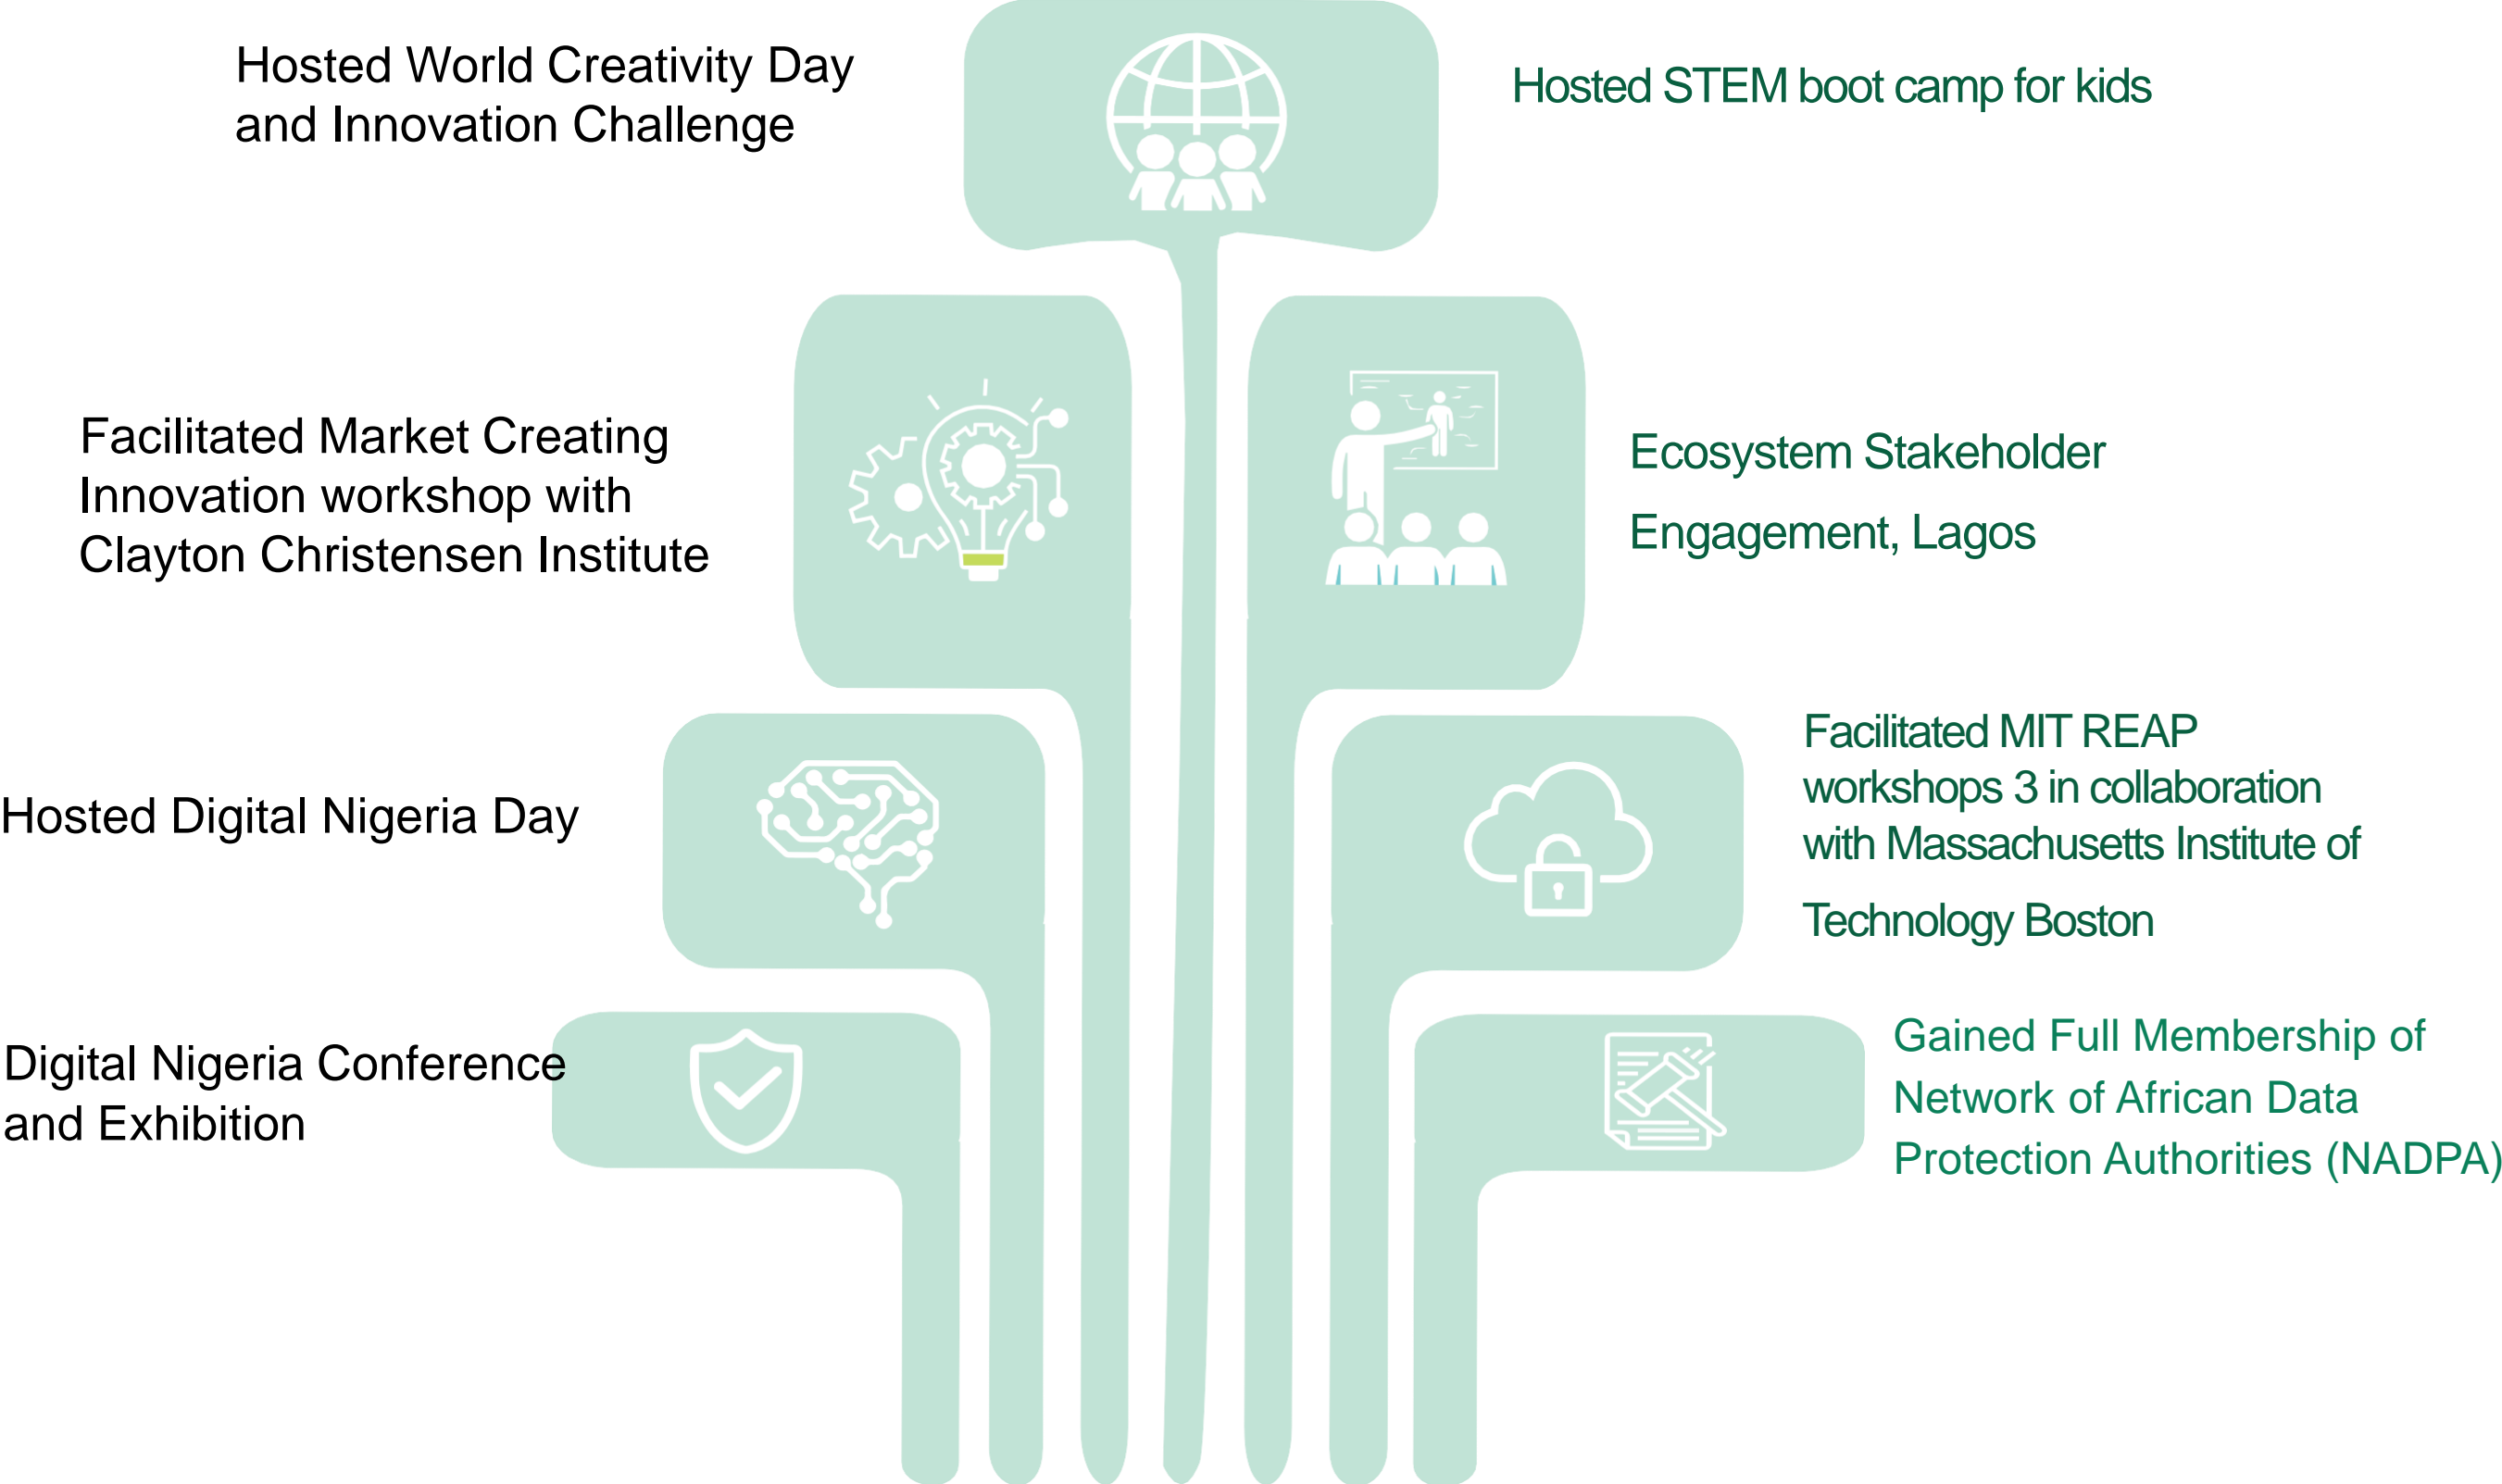 Hosted World Creativity Day
and Innovation Challenge
Hosted STEM boot camp for kids
Facilitated Market Creating
Innovation workshop with
Clayton Christensen Institute
Ecosystem Stakeholder
Engagement, Lagos
Hosted Digital Nigeria Day
Facilitated MIT REAP
workshops 3 in collaboration
with Massachusetts Institute of
Technology Boston
Digital Nigeria Conference
and Exhibition
Gained Full Membership of
Network of African Data
Protection Authorities (NADPA)